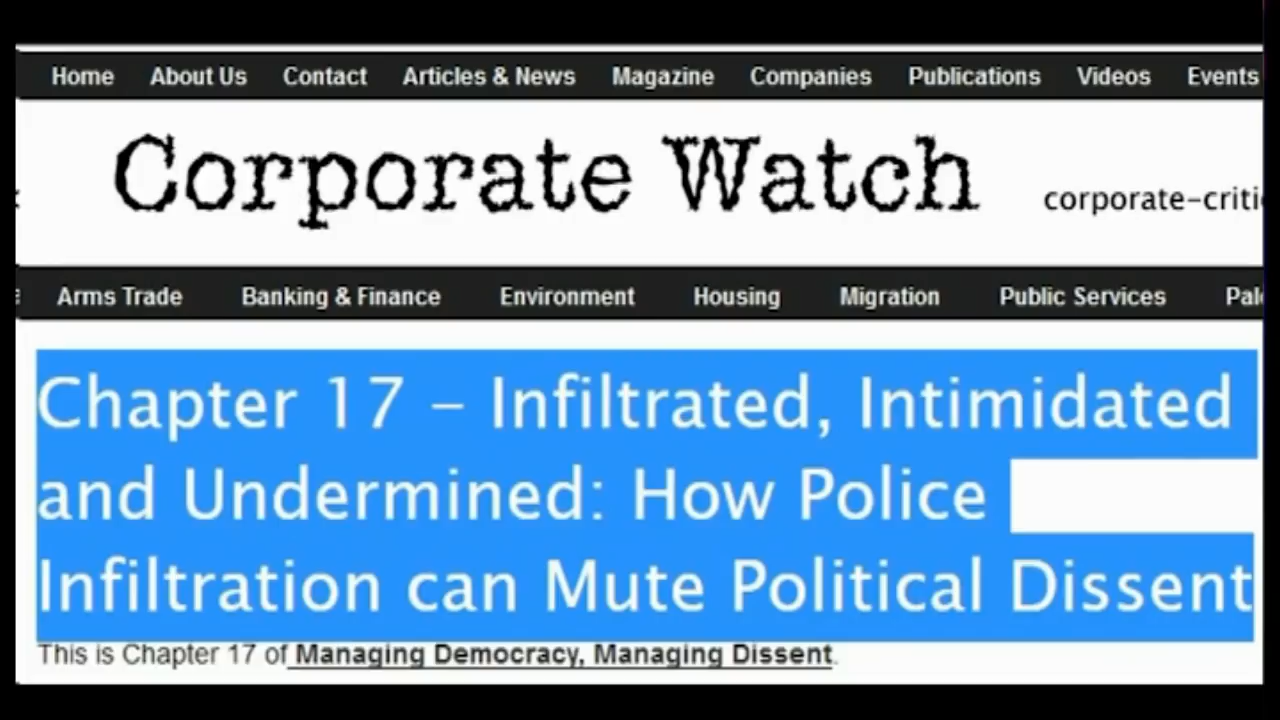 Home About Us Contact Articles & News Magazine Companies Publications Videos Events
Corporate Watch
corporate-criti
Arms Trade Banking & Finance Environment Housing Migration Public Services Pal
Chapter 17 – Infiltrated, Intimidated
and Undermined: How Police
Infiltration can Mute Political Dissent
This is Chapter 17 of Managing Democracy, Managing Dissent.